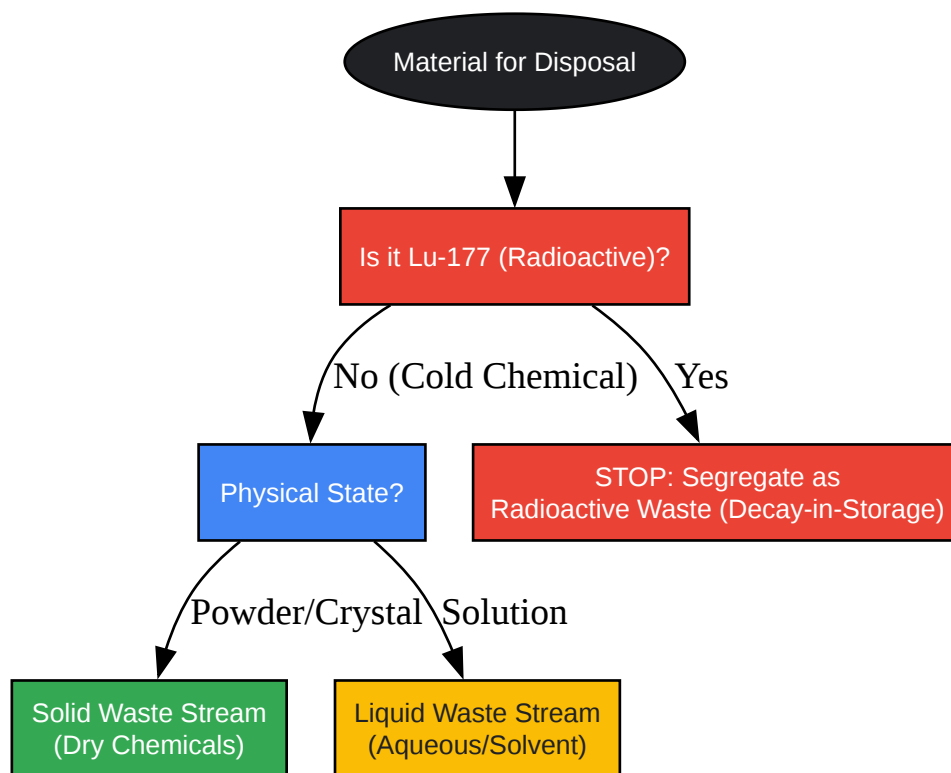 Material for Disposal
Is it Lu-177 (Radioactive)?
No (Cold Chemical)
Yes
Physical State?
STOP: Segregate as
Radioactive Waste (Decay-in-Storage)
Powder/Crystal
Solution
Solid Waste Stream
(Dry Chemicals)
Liquid Waste Stream
(Aqueous/Solvent)